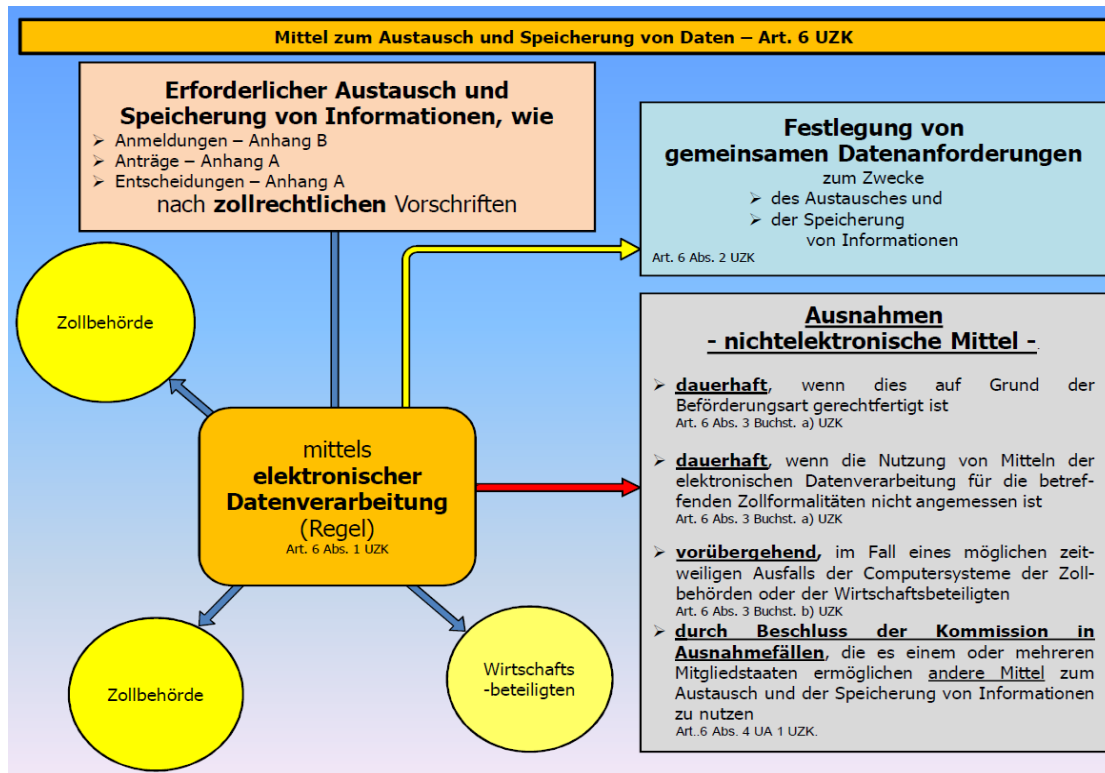 Mittel zum Austausch und Speicherung von Daten – Art. 6 UZK
Erforderlicher Austausch und
Speicherung von Informationen, wie
➢ Anmeldungen – Anhang B
➢ Anträge – Anhang A
➢ Entscheidungen – Anhang A
nach zollrechtlichen Vorschriften
Festlegung von
gemeinsamen Datenanforderungen
zum Zwecke
➢ des Austausches und
➢ der Speicherung
von Informationen
Art. 6 Abs. 2 UZK
Zollbehörde
mittels
elektronischer
Datenverarbeitung
(Regel)
Art. 6 Abs. 1 UZK
Zollbehörde
Wirtschafts
-beteiligten
Ausnahmen
- nichtelektronische Mittel -.
➢ dauerhaft, wenn dies auf Grund der
Beförderungsart gerechtfertigt ist
Art. 6 Abs. 3 Buchst. a) UZK
➢ dauerhaft, wenn die Nutzung von Mitteln der
elektronischen Datenverarbeitung für die betref-
fenden Zollformalitäten nicht angemessen ist
Art. 6 Abs. 3 Buchst. a) UZK
➢ vorübergehend, im Fall eines möglichen zeit-
weiligen Ausfalls der Computersysteme der Zoll-
behörden oder der Wirtschaftsbeteiligten
Art. 6 Abs. 3 Buchst. b) UZK
➢ durch Beschluss der Kommission in
Ausnahmefällen, die es einem oder mehreren
Mitgliedstaaten ermöglichen andere Mittel zum
Austausch und der Speicherung von Informationen
zu nutzen
Art..6 Abs. 4 UA 1 UZK.